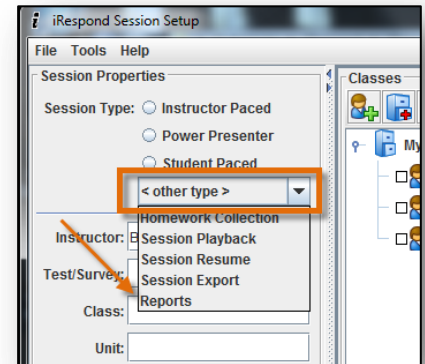 iRespond Session Setup
File Tools Help
Session Properties
Session Type: Instructor Paced
Power Presenter
Student Paced
< other type >
Homework Collection
Session Playback
Session Resume
Session Export
Reports
Instructor: B
Test/Survey:
Class:
Unit:
Classes
My